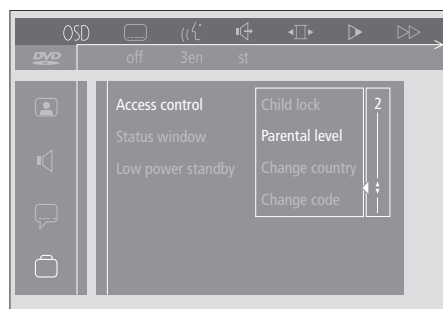 OSD
DVD off 3en st
Access control Child lock 2
Status window Parental level
Low power standby Change country
Change code